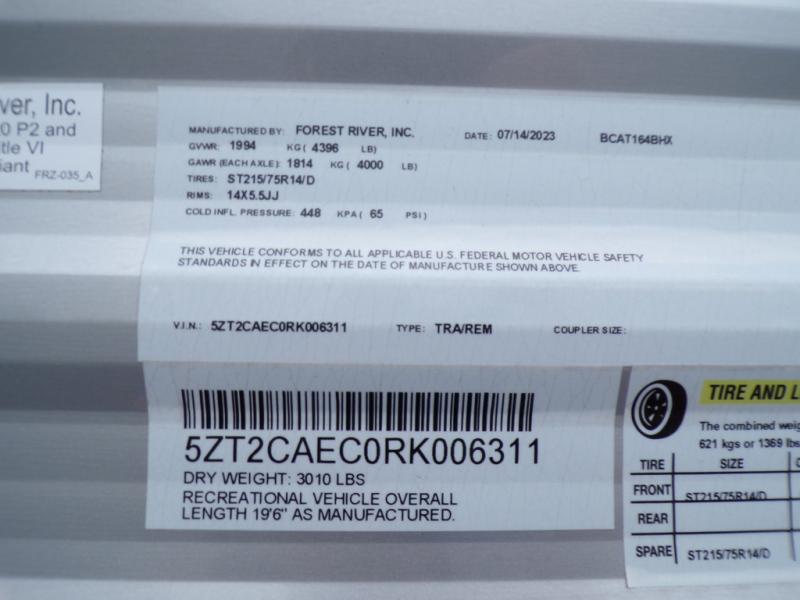 ver, Inc.
0 P2 and
tle VI
iant FRZ-035_A
MANUFACTURED BY: FOREST RIVER, INC. DATE: 07/14/2023 BCAT164BHX
GVWR: 1994 KG ( 4396 LB)
GAWR (EACH AXLE): 1814 KG ( 4000 LB)
TIRES: ST215/75R14/D
RIMS: 14X5.5JJ
COLD INFL. PRESSURE: 448 KPA ( 65 PSI)
THIS VEHICLE CONFORMS TO ALL APPLICABLE U.S. FEDERAL MOTOR VEHICLE SAFETY
STANDARDS IN EFFECT ON THE DATE OF MANUFACTURE SHOWN ABOVE.
V.I.N.: 5ZT2CAEC0RK006311 TYPE: TRA/REM COUPLER SIZE:
5ZT2CAEC0RK006311
DRY WEIGHT: 3010 LBS
RECREATIONAL VEHICLE OVERALL
LENGTH 19'6" AS MANUFACTURED.
TIRE AND L
The combined weig
621 kgs or 1369 lbs
TIRE SIZE
FRONT ST215/75R14/D
REAR
SPARE ST215/75R14/D